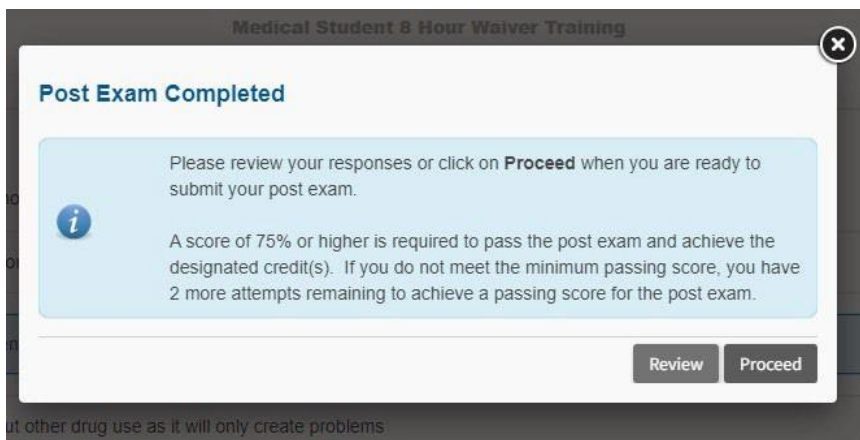 Medical Student 8 Hour Waiver Training
Post Exam Completed
Please review your responses or click on Proceed when you are ready to
submit your post exam.
A score of 75% or higher is required to pass the post exam and achieve the
designated credit(s). If you do not meet the minimum passing score, you have
2 more attempts remaining to achieve a passing score for the post exam.
Review Proceed
other drug use as it will only create problems